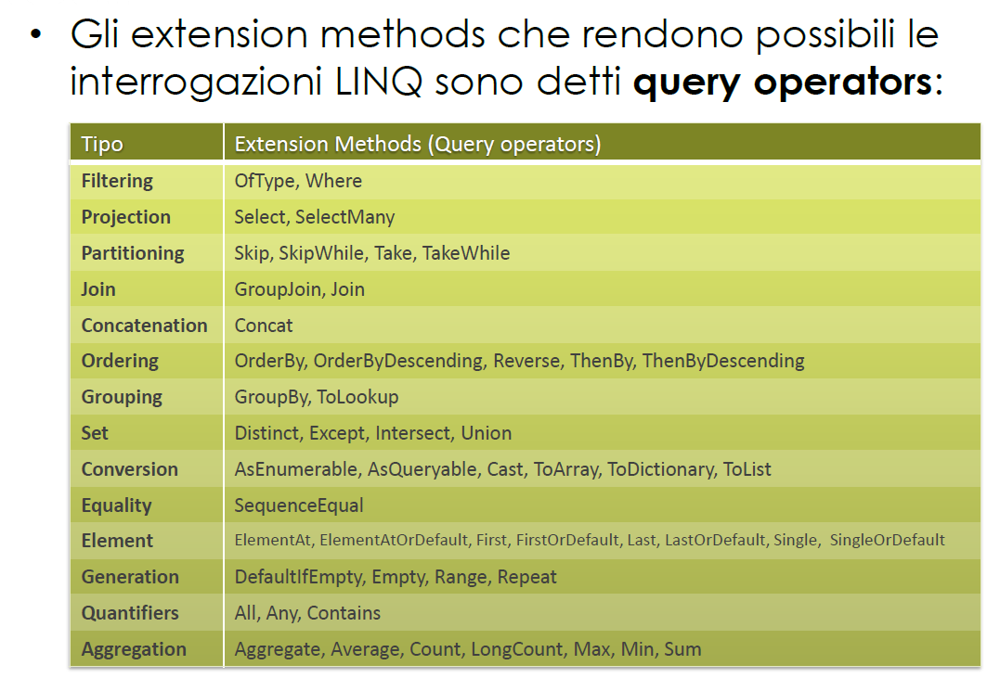 • Gli extension methods che rendono possibili le
interrogazioni LINQ sono detti query operators:
Tipo Extension Methods (Query operators)
Filtering OfType, Where
Projection Select, SelectMany
Partitioning Skip, SkipWhile, Take, TakeWhile
Join GroupJoin, Join
Concatenation Concat
Ordering OrderBy, OrderByDescending, Reverse, ThenBy, ThenByDescending
Grouping GroupBy, ToLookup
Set Distinct, Except, Intersect, Union
Conversion AsEnumerable, AsQueryable, Cast, ToArray, ToDictionary, ToList
Equality SequenceEqual
Element ElementAt, ElementAtOrDefault, First, FirstOrDefault, Last, LastOrDefault, Single, SingleOrDefault
Generation DefaultIfEmpty, Empty, Range, Repeat
Quantifiers All, Any, Contains
Aggregation Aggregate, Average, Count, LongCount, Max, Min, Sum